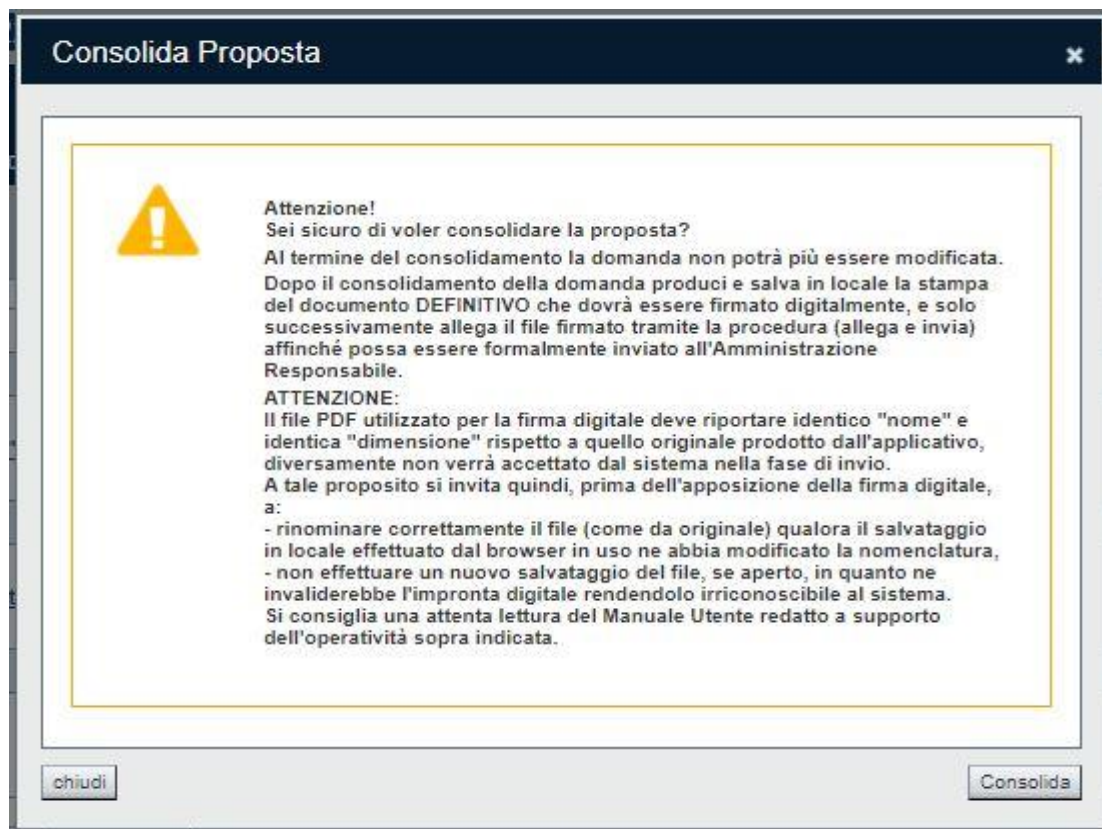 Consolida Proposta
Attenzione!
Sei sicuro di voler consolidare la proposta?
Al termine del consolidamento la domanda non potrà più essere modificata.
Dopo il consolidamento della domanda produci e salva in locale la stampa
del documento DEFINITIVO che dovrà essere firmato digitalmente, e solo
successivamente allega il file firmato tramite la procedura (allega e invia)
affinché possa essere formalmente inviato all'Amministrazione
Responsabile.
ATTENZIONE:
Il file PDF utilizzato per la firma digitale deve riportare identico "nome" e
identica "dimensione" rispetto a quello originale prodotto dall'applicativo,
diversamente non verrà accettato dal sistema nella fase di invio.
A tale proposito si invita quindi, prima dell'apposizione della firma digitale,
a:
- rinominare correttamente il file (come da originale) qualora il salvataggio
in locale effettuato dal browser in uso ne abbia modificato la nomenclatura,
- non effettuare un nuovo salvataggio del file, se aperto, in quanto ne
invaliderebbe l'impronta digitale rendendolo irriconoscibile al sistema.
Si consiglia una attenta lettura del Manuale Utente redatto a supporto
dell'operatività sopra indicata.
chiudi
Consolida